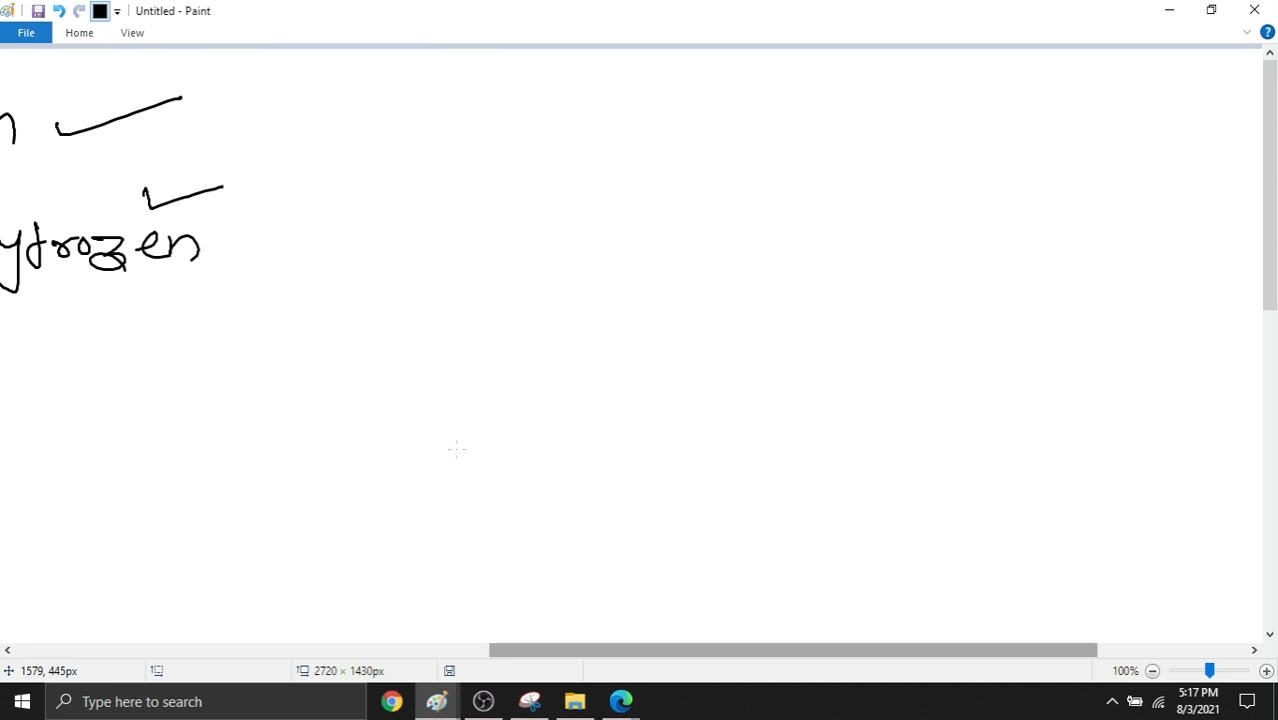 Untitled - Paint
File Home View
n
ytrozen
1579, 445px 2720 × 1430px 100%
Type here to search 5:17 PM
8/3/2021